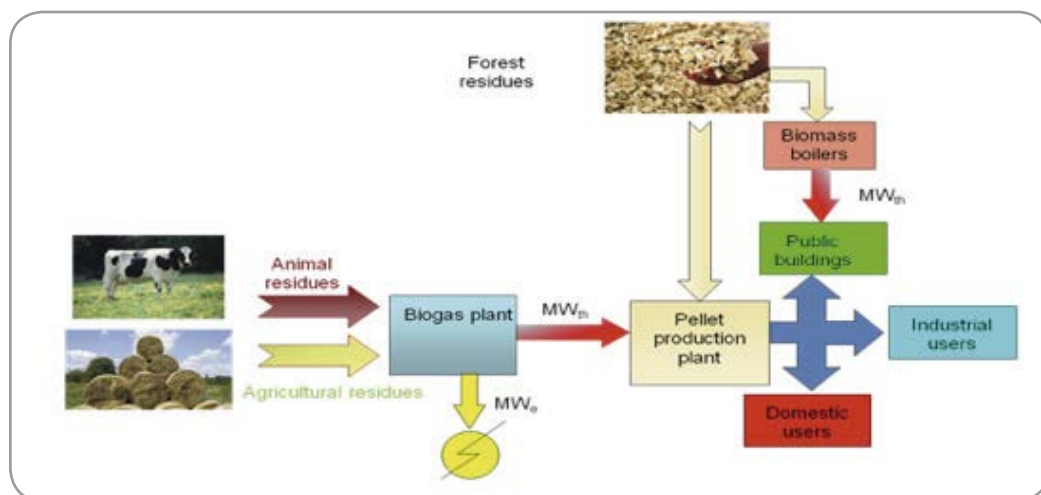 Forest
residues
Biomass
boilers
MWth
Public
buildings
Animal
residues
Biogas plant
MWth
Pellet
production
plant
Industrial
users
Agricultural residues
MWe
Domestic
users